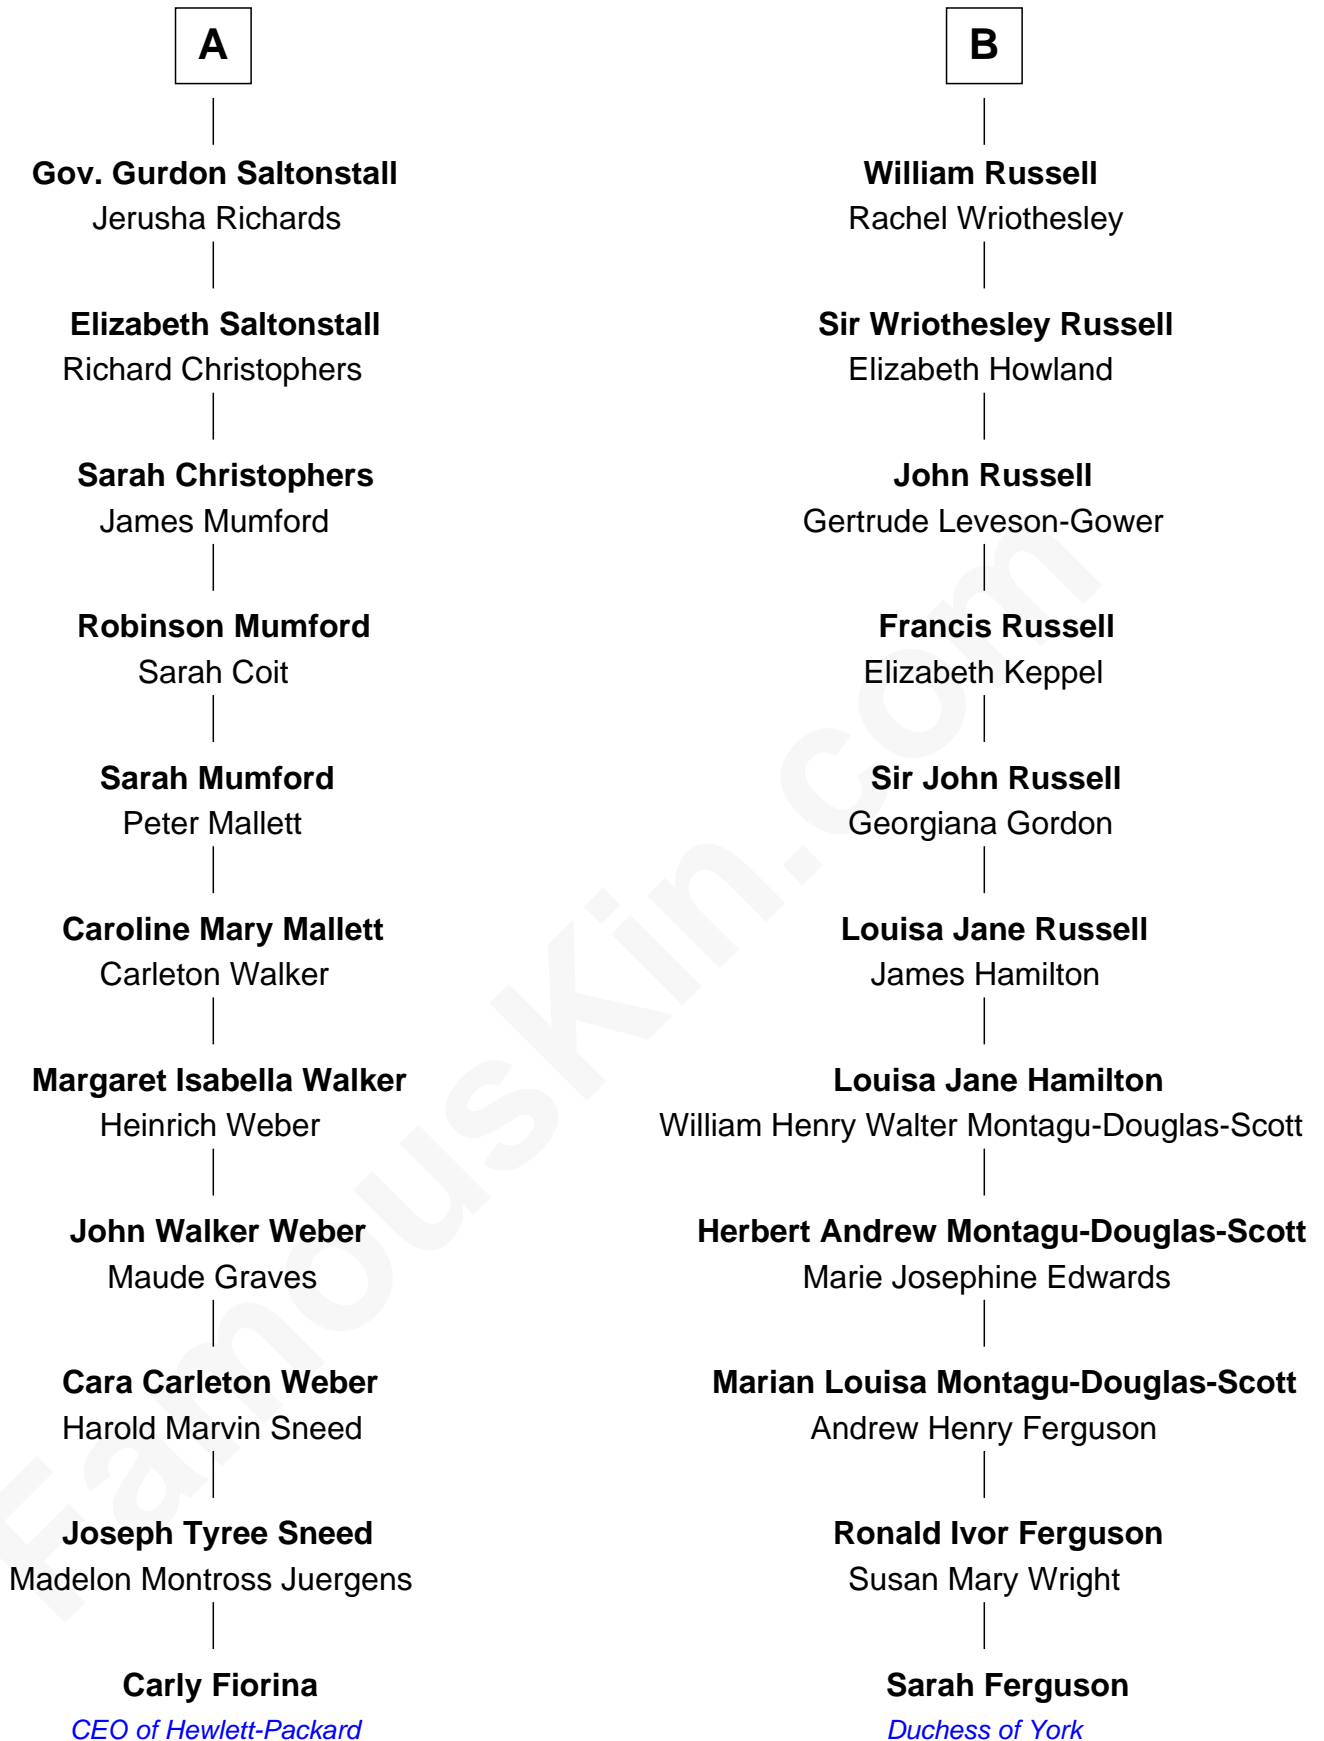 A
Gov. Gurdon Saltonstall
Jerusha Richards
Elizabeth Saltonstall
Richard Christophers
Sarah Christophers
James Mumford
Robinson Mumford
Sarah Coit
Sarah Mumford
Peter Mallett
Caroline Mary Mallett
Carleton Walker
Margaret Isabella Walker
Heinrich Weber
John Walker Weber
Maude Graves
Cara Carleton Weber
Harold Marvin Sneed
Joseph Tyree Sneed
Madelon Montross Juergens
Carly Fiorina
CEO of Hewlett-Packard
B
William Russell
Rachel Wriothesley
Sir Wriothesley Russell
Elizabeth Howland
John Russell
Gertrude Leveson-Gower
Francis Russell
Elizabeth Keppel
Sir John Russell
Georgiana Gordon
Louisa Jane Russell
James Hamilton
Louisa Jane Hamilton
William Henry Walter Montagu-Douglas-Scott
Herbert Andrew Montagu-Douglas-Scott
Marie Josephine Edwards
Marian Louisa Montagu-Douglas-Scott
Andrew Henry Ferguson
Ronald Ivor Ferguson
Susan Mary Wright
Sarah Ferguson
Duchess of York
FamousKin.com